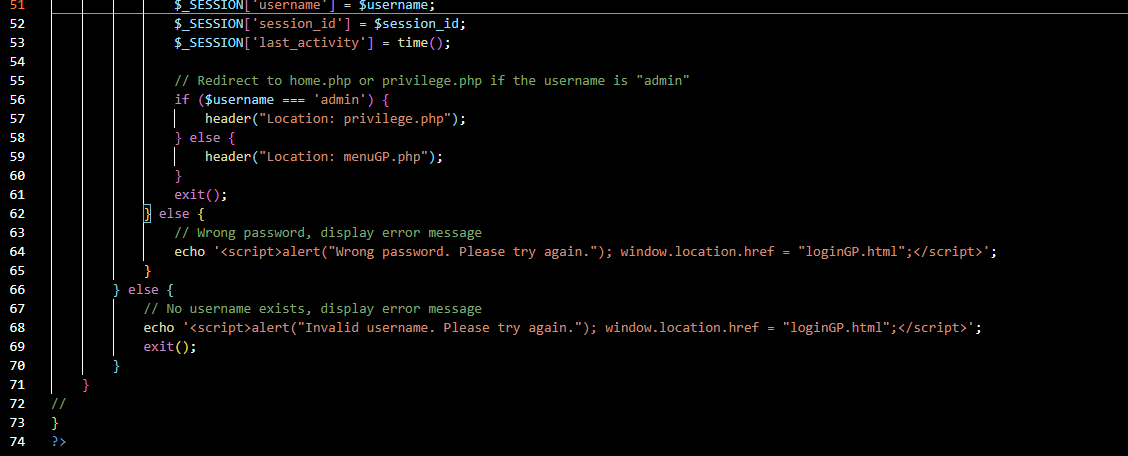 51 $_SESSION['username'] = $username;
52 $_SESSION['session_id'] = $session_id;
53 $_SESSION['last_activity'] = time();
54
55 // Redirect to home.php or privilege.php if the username is "admin"
56 if ($username === 'admin') {
57 header("Location: privilege.php");
58 } else {
59 header("Location: menuGP.php");
60 }
61 exit();
62 } else {
63 // Wrong password, display error message
64 echo '<script>alert("Wrong password. Please try again."); window.location.href = "loginGP.html";</script>';
65 }
66 } else {
67 // No username exists, display error message
68 echo '<script>alert("Invalid username. Please try again."); window.location.href = "loginGP.html";</script>';
69 exit();
70 }
71 }
72 //
73 }
74 ?>